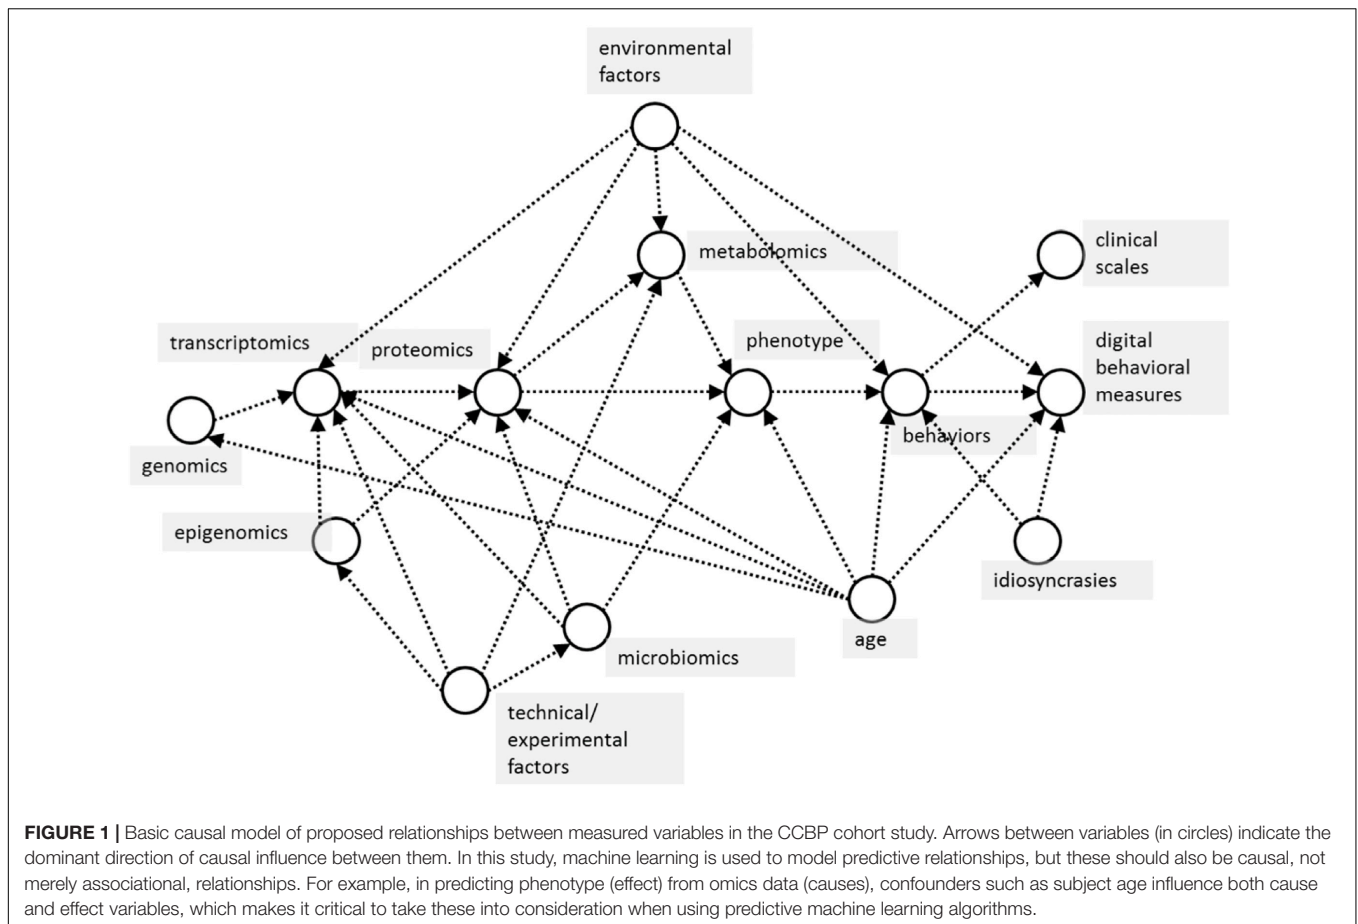 environmental
factors
metabolomics
clinical
scales
transcriptomics
proteomics
phenotype
digital
behavioral
measures
behaviors
genomics
epigenomics
idiosyncrasies
age
microbiomics
technical/
experimental
factors
FIGURE 1 | Basic causal model of proposed relationships between measured variables in the CCBP cohort study. Arrows between variables (in circles) indicate the
dominant direction of causal influence between them. In this study, machine learning is used to model predictive relationships, but these should also be causal, not
merely associational, relationships. For example, in predicting phenotype (effect) from omics data (causes), confounders such as subject age influence both cause
and effect variables, which makes it critical to take these into consideration when using predictive machine learning algorithms.